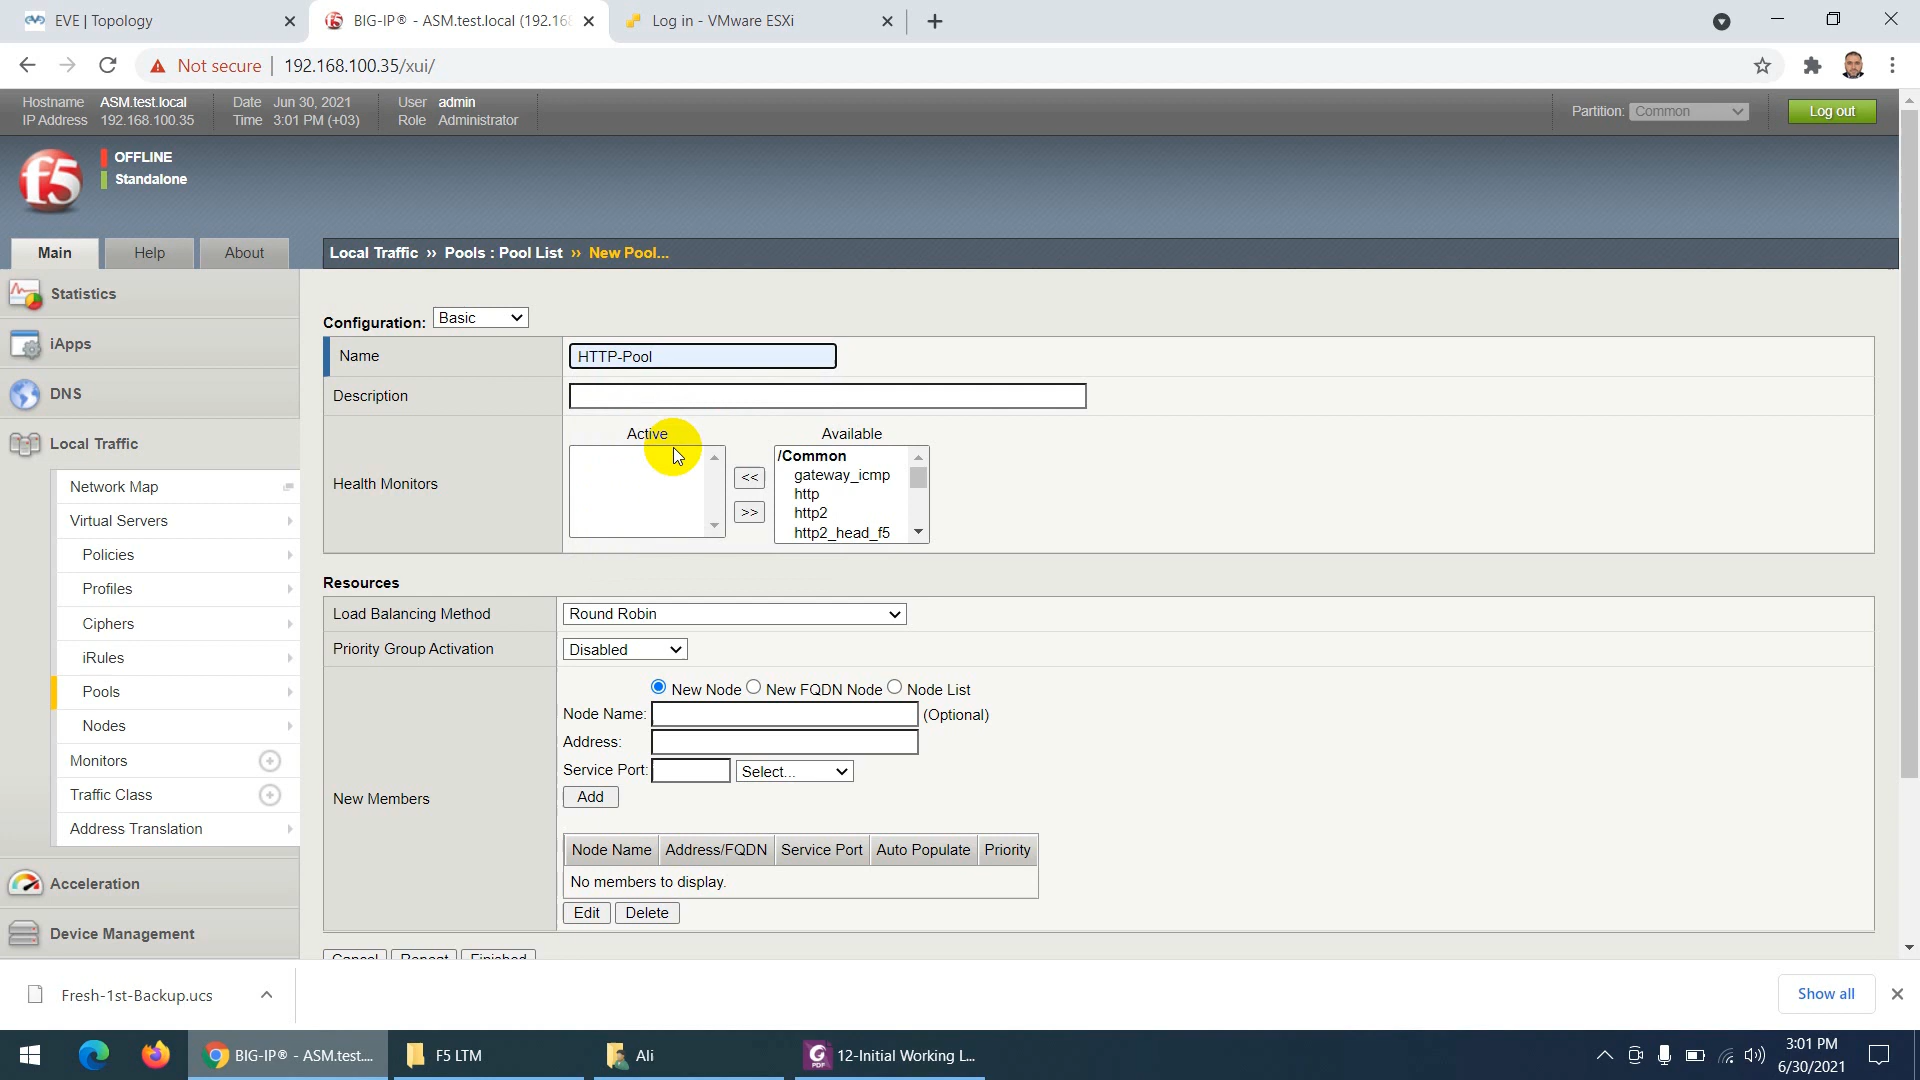 EVE | Topology
BIG-IP® - ASM.test.local (192.168
Log in - VMware ESXi
Not secure
192.168.100.35/xui/
Hostname ASM.test.local
IP Address 192.168.100.35
Date Jun 30, 2021
Time 3:01 PM (+03)
User admin
Role Administrator
Partition: Common
Log out
f5
OFFLINE
Standalone
Main
Help
About
Local Traffic ›› Pools : Pool List ›› New Pool...
Statistics
iApps
DNS
Local Traffic
Network Map
Virtual Servers
Policies
Profiles
Ciphers
iRules
Pools
Nodes
Monitors
Traffic Class
Address Translation
Acceleration
Device Management
Configuration: Basic
Name HTTP-Pool
Description
Health Monitors
Active
<<
>>
Available
/Common
gateway_icmp
http
http2
http2_head_f5
Resources
Load Balancing Method Round Robin
Priority Group Activation Disabled
New Members
New Node New FQDN Node Node List
Node Name: (Optional)
Address:
Service Port: Select...
Add
Node Name Address/FQDN Service Port Auto Populate Priority
No members to display.
Edit Delete
Cancel Repeat Finished
Fresh-1st-Backup.ucs
Show all
BIG-IP® - ASM.test....
F5 LTM
Ali
PDF
12-Initial Working L...
3:01 PM
6/30/2021